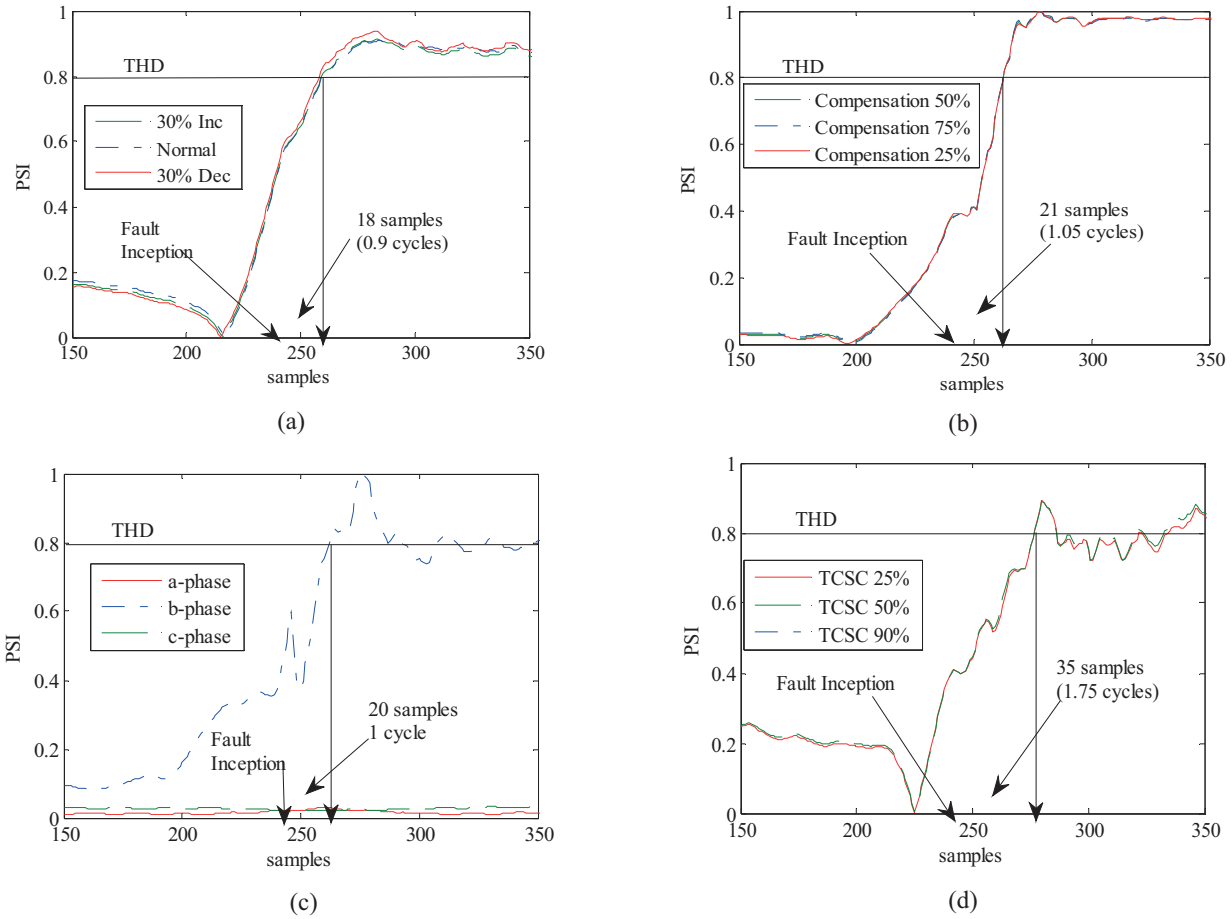 1
0.8
0.6
0.4
0.2
0
PSI
THD
30% Inc
Normal
30% Dec
Fault
Inception
18 samples
(0.9 cycles)
150
200
250
300
350
samples
(a)
1
0.8
0.6
0.4
0.2
0
PSI
THD
Compensation 50%
Compensation 75%
Compensation 25%
Fault Inception
21 samples
(1.05 cycles)
150
200
250
300
350
samples
(b)
1
0.8
0.6
0.4
0.2
0
PSI
THD
a-phase
b-phase
c-phase
Fault
Inception
20 samples
1 cycle
150
200
250
300
350
samples
(c)
1
0.8
0.6
0.4
0.2
0
PSI
THD
TCSC 25%
TCSC 50%
TCSC 90%
Fault Inception
35 samples
(1.75 cycles)
150
200
250
300
350
samples
(d)